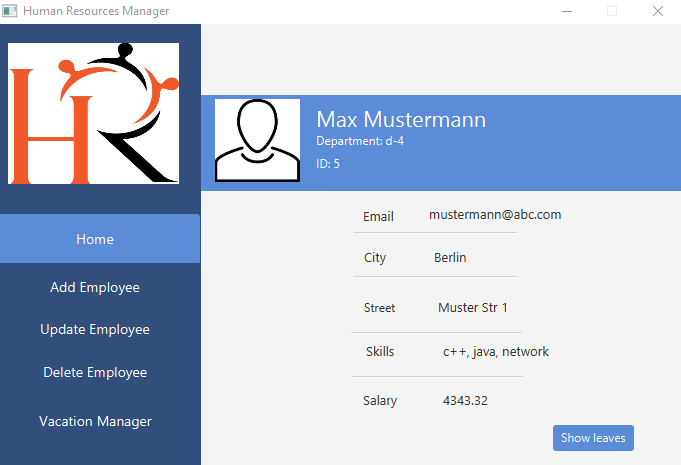 Human Resources Manager
HR
Home
Add Employee
Update Employee
Delete Employee
Vacation Manager
Max Mustermann
Department: d-4
ID: 5
Email mustermann@abc.com
City Berlin
Street Muster Str 1
Skills c++, java, network
Salary 4343.32
Show leaves